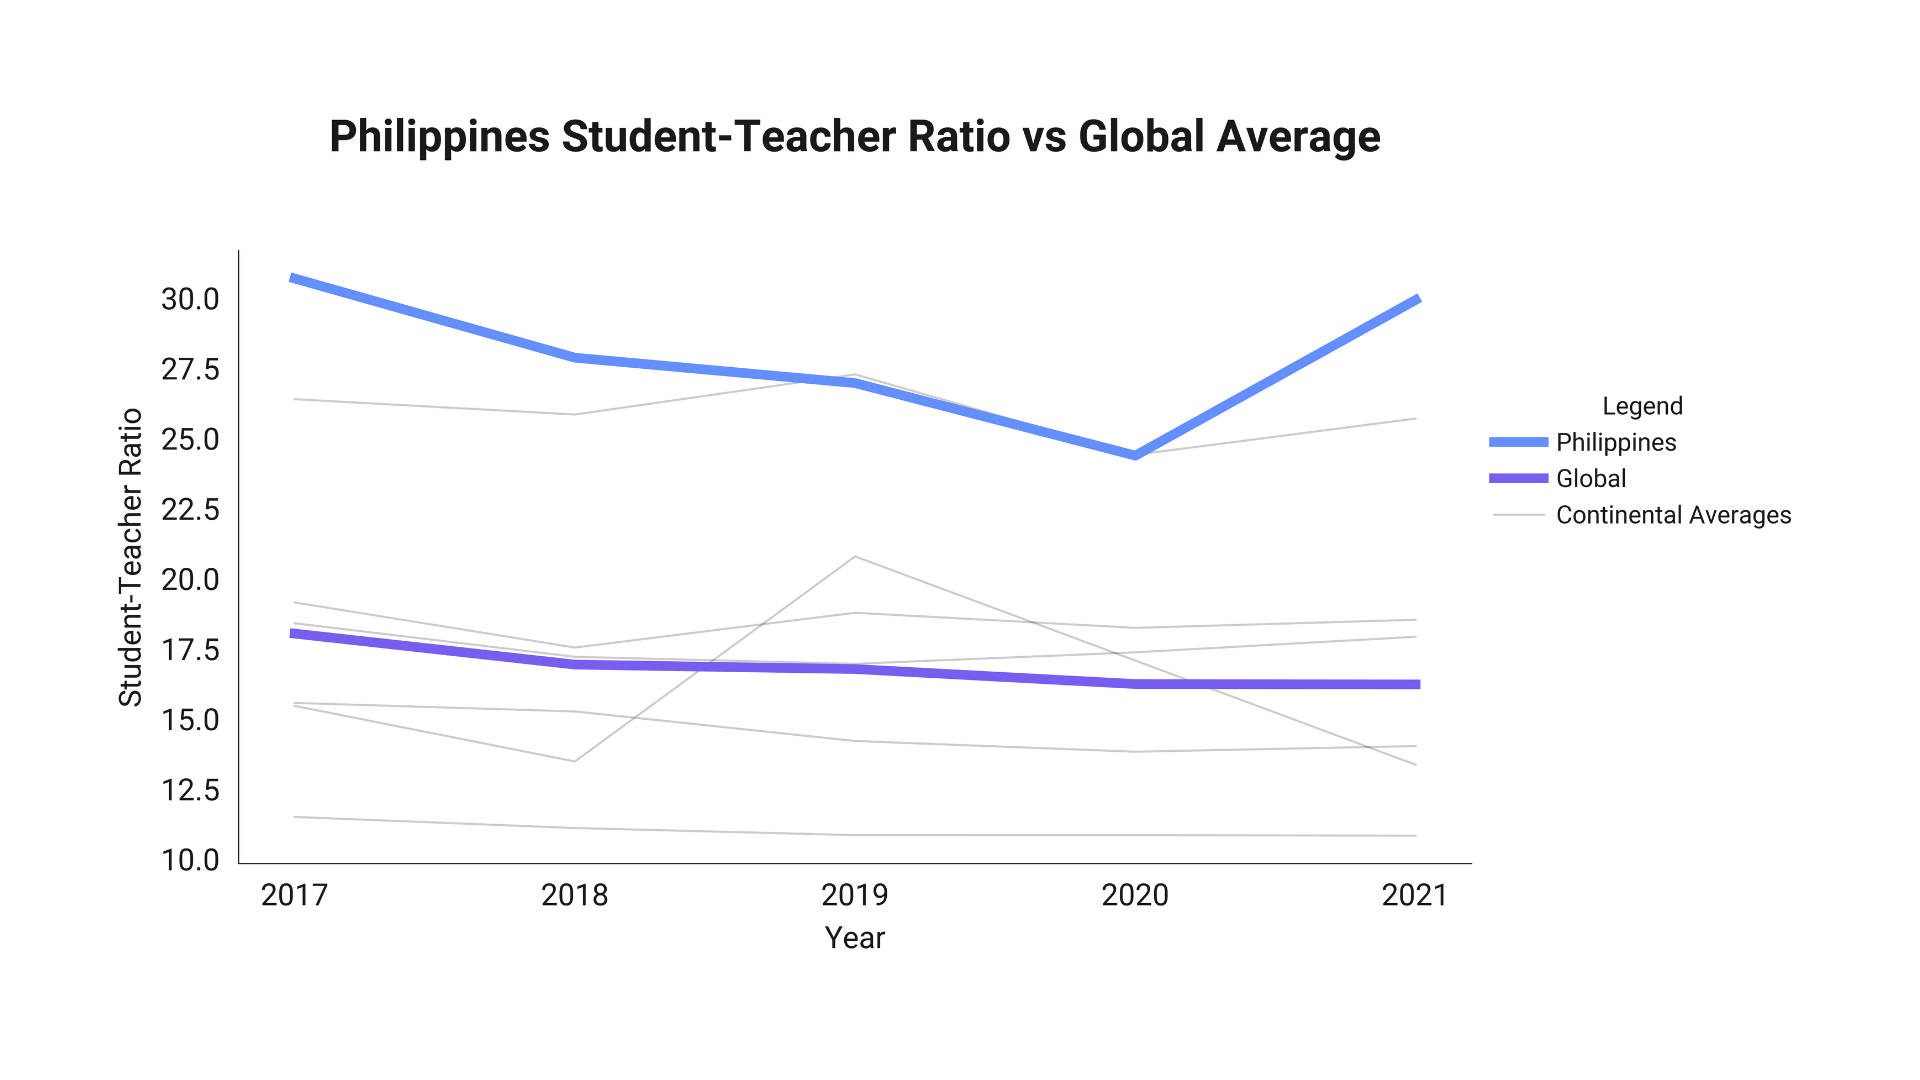 Philippines Student-Teacher Ratio vs Global Average
Student-Teacher Ratio
30.0
27.5
25.0
22.5
20.0
17.5
15.0
12.5
10.0
2017
2018
2019
2020
2021
Year
Legend
Philippines
Global
Continental Averages